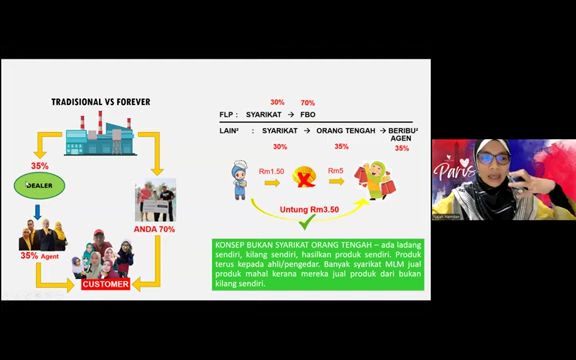 TRADISIONAL VS FOREVER
35%
DEALER
35% Agent
ANDA 70%
CUSTOMER
30% 70%
FLP : SYARIKAT → FBO
LAIN² : SYARIKAT → ORANG TENGAH → BERIBU²
AGEN
30% 35% 35%
Rm1.50
X
Rm5
Untung Rm3.50
KONSEP BUKAN SYARIKAT ORANG TENGAH – ada ladang
sendiri, kilang sendiri, hasilkan produk sendiri. Produk
terus kepada ahli/pengedar. Banyak syarikat MLM jual
produk mahal kerana mereka jual produk dari bukan
kilang sendiri.
Paris